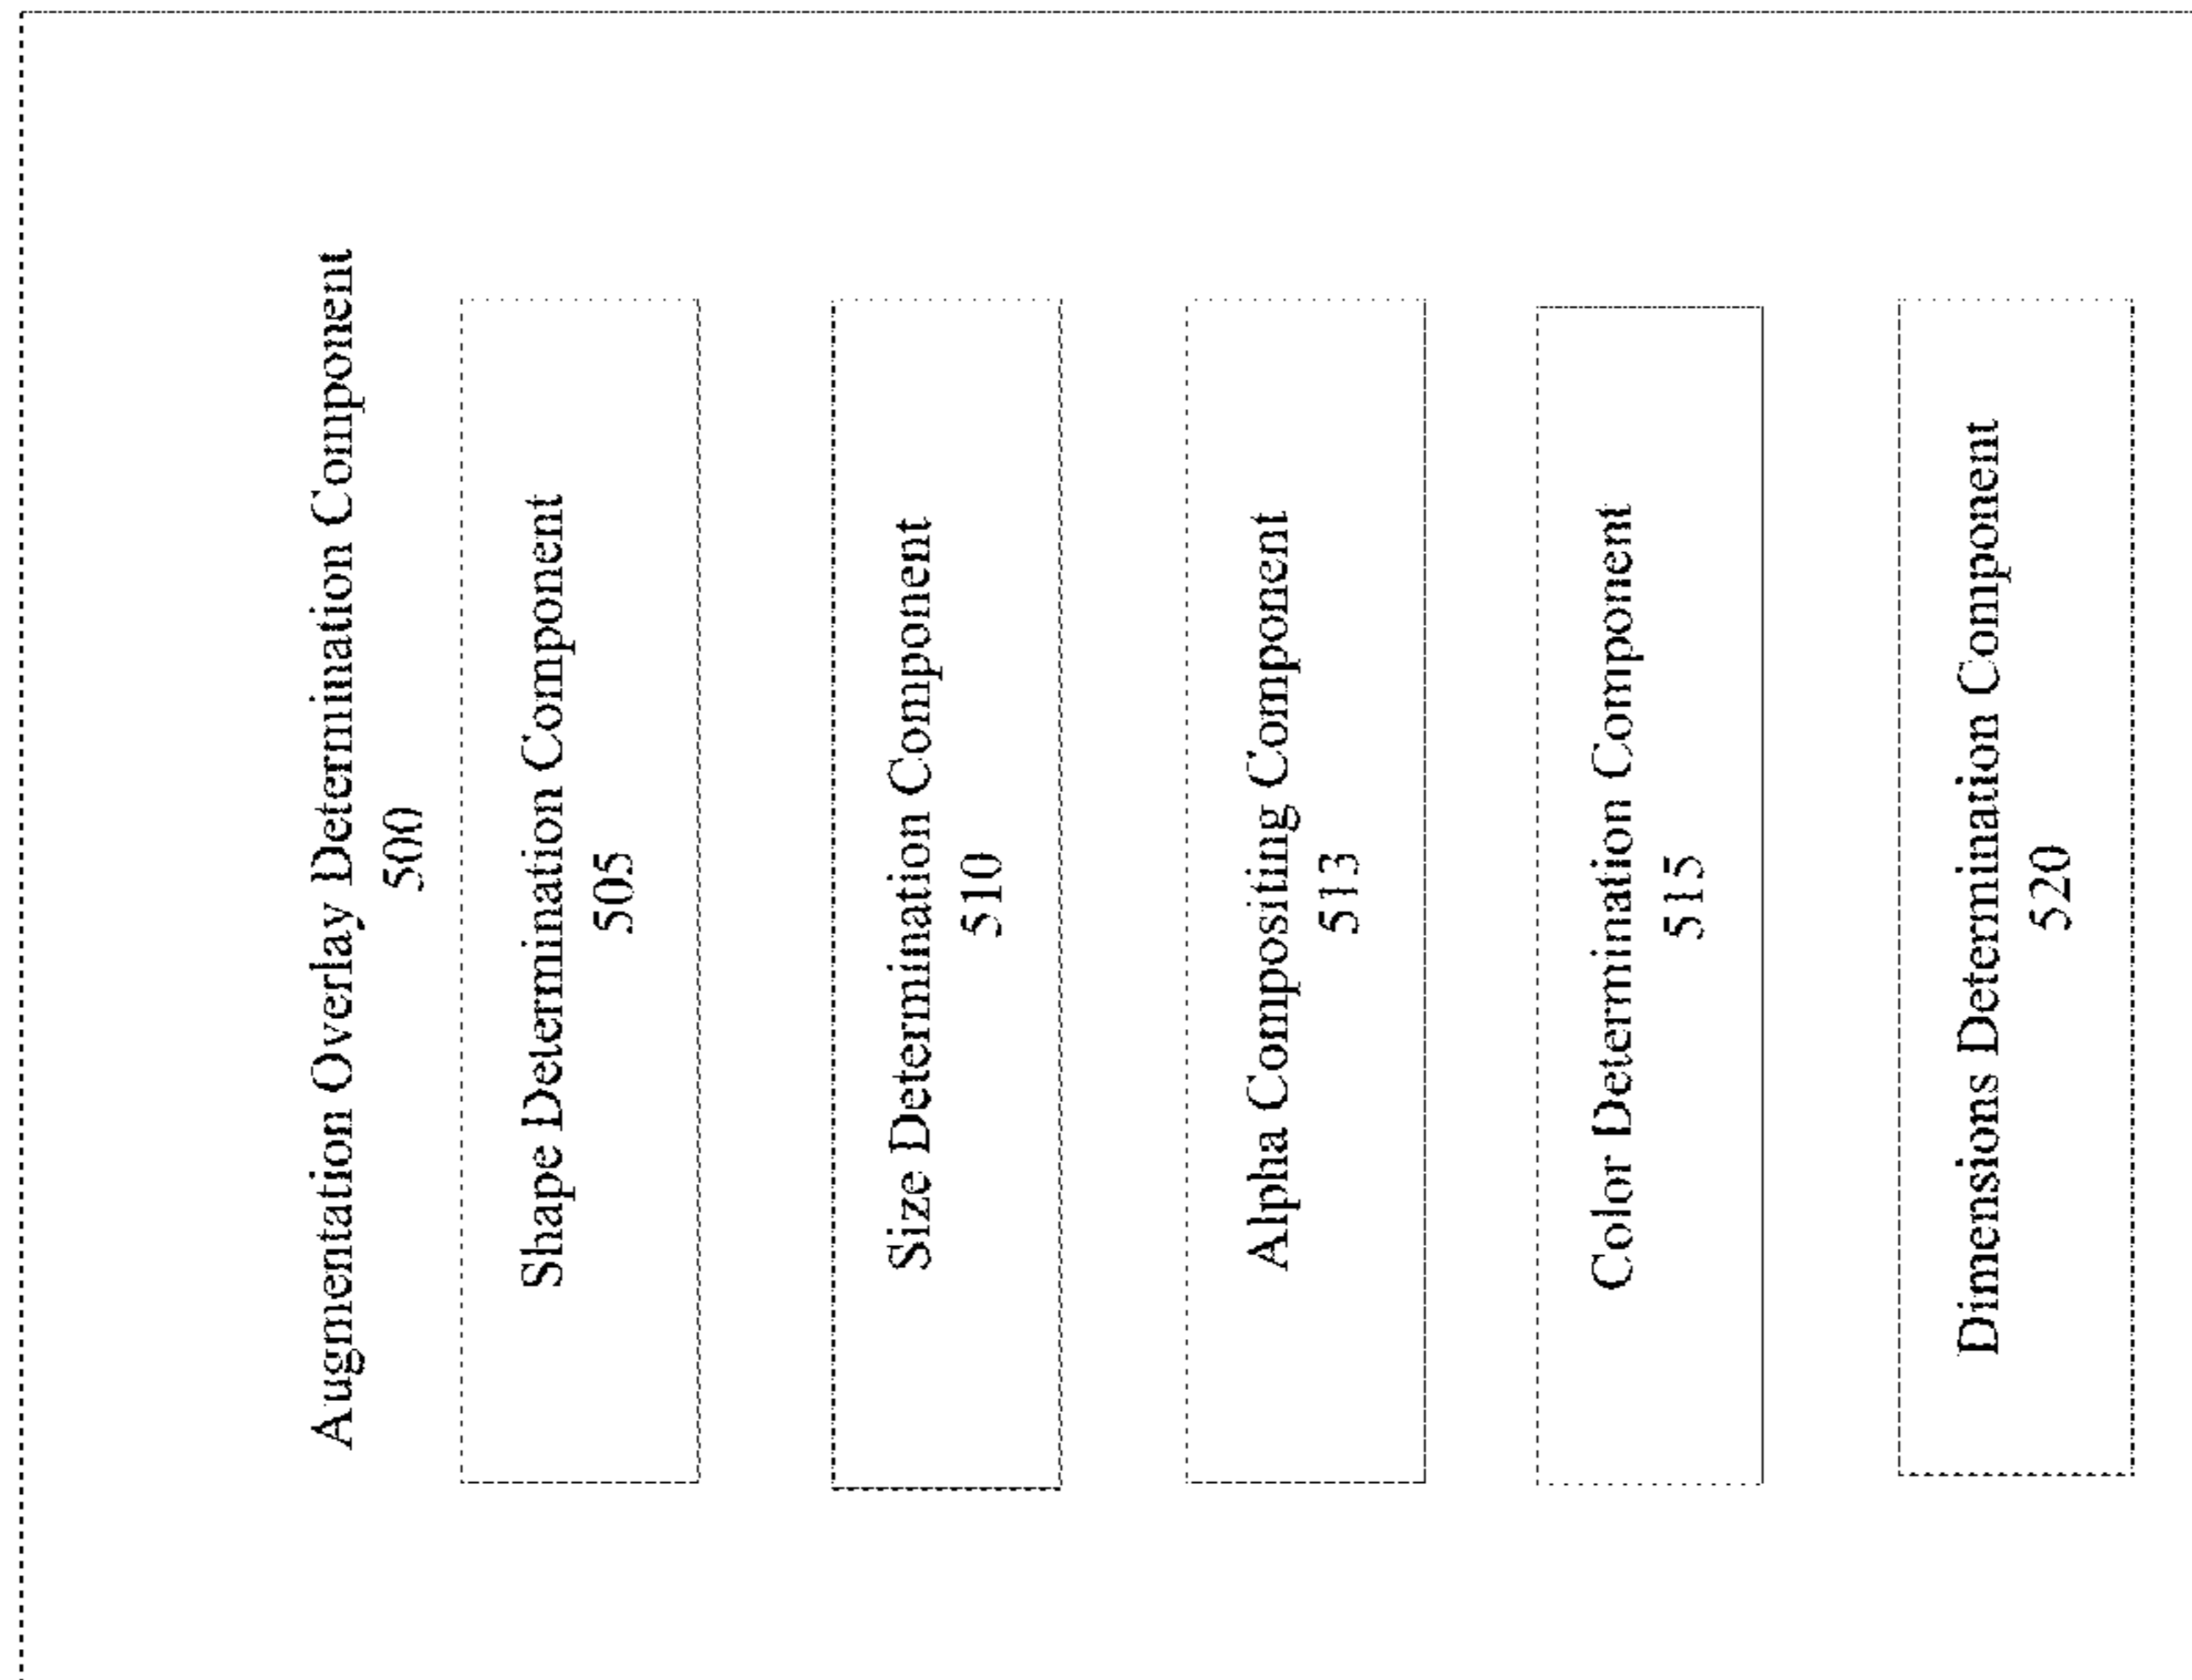 Augmentation Overlay Determination Component
500
Shape Determination Component
505
Size Determination Component
510
Alpha Compositing Component
513
Color Determination Component
515
Dimensions Determination Component
520